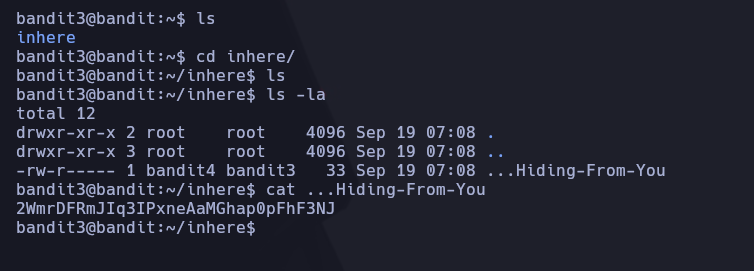 bandit3@bandit:~$ ls
inhere
bandit3@bandit:~$ cd inhere/
bandit3@bandit:~/inhere$ ls
bandit3@bandit:~/inhere$ ls -la
total 12
drwxr-xr-x 2 root    root    4096 Sep 19 07:08 .
drwxr-xr-x 3 root    root    4096 Sep 19 07:08 ..
-rw-r----- 1 bandit4 bandit3   33 Sep 19 07:08 ...Hiding-From-You
bandit3@bandit:~/inhere$ cat ...Hiding-From-You
2WmrDFRmJIq3IPxneAaMGhap0pFhF3NJ
bandit3@bandit:~/inhere$